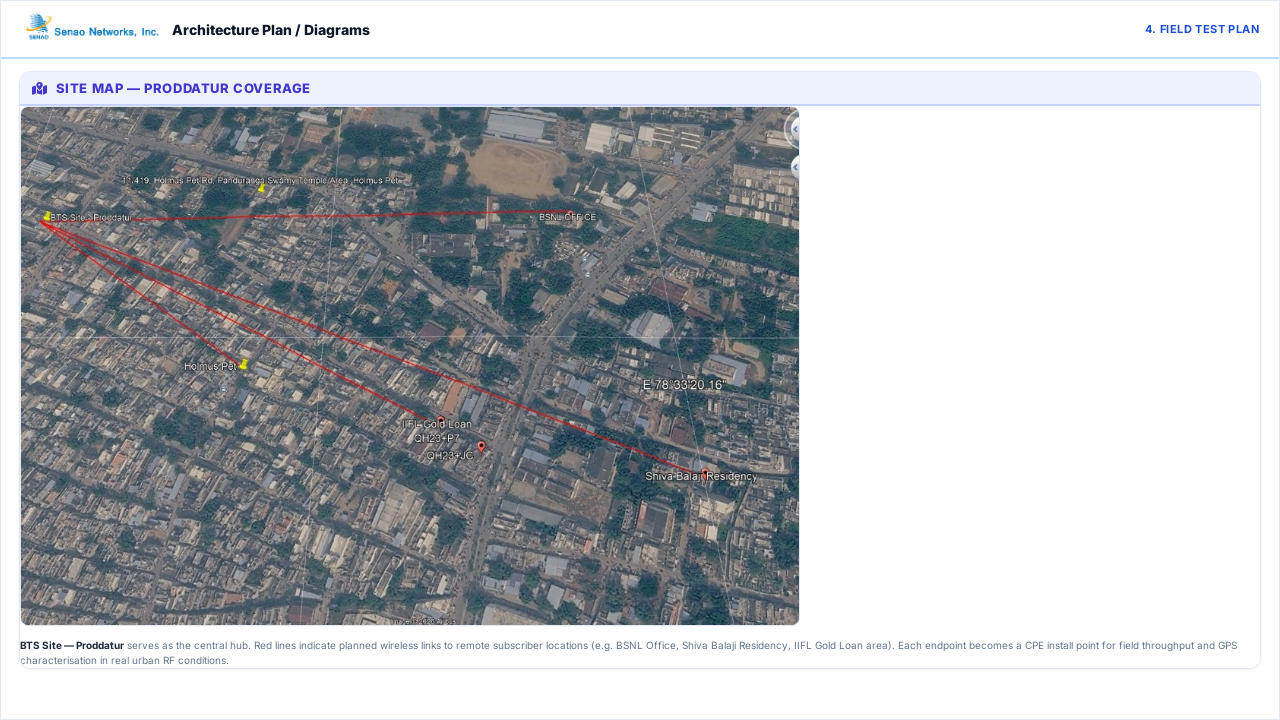 SENAO
Senao Networks, Inc.
Architecture Plan / Diagrams
4. FIELD TEST PLAN
SITE MAP — PRODDATUR COVERAGE
11,419, Holmus Pet Rd, Panduranga Swamy Temple Area, Holmus Pet
BTS Site - Proddatur
BSNL OFFICE
Holmus Pet
E 78°33'20.16"
IIFL Gold Loan
QH23+P7
QH23+JC
Shiva Balaji Residency
BTS Site — Proddatur serves as the central hub. Red lines indicate planned wireless links to remote subscriber locations (e.g. BSNL Office, Shiva Balaji Residency, IIFL Gold Loan area). Each endpoint becomes a CPE install point for field throughput and GPS
characterisation in real urban RF conditions.